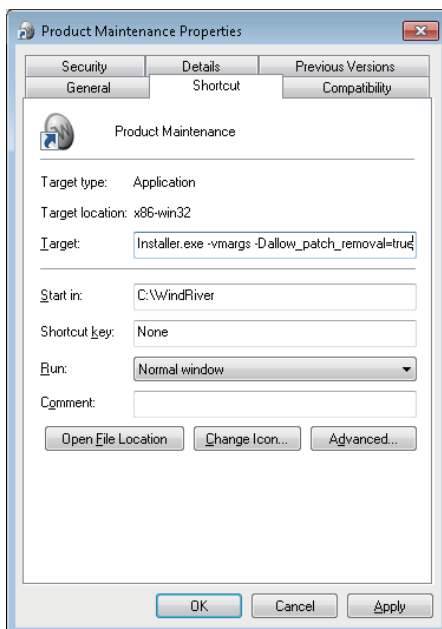 Product Maintenance Properties
Security Details Previous Versions
General Shortcut Compatibility
Product Maintenance
Target type: Application
Target location: x86-win32
Target: Installer.exe -vmargs -Dallow_patch_removal=true
Start in: C:\WindRiver
Shortcut key: None
Run: Normal window
Comment:
Open File Location Change Icon... Advanced...
OK Cancel Apply